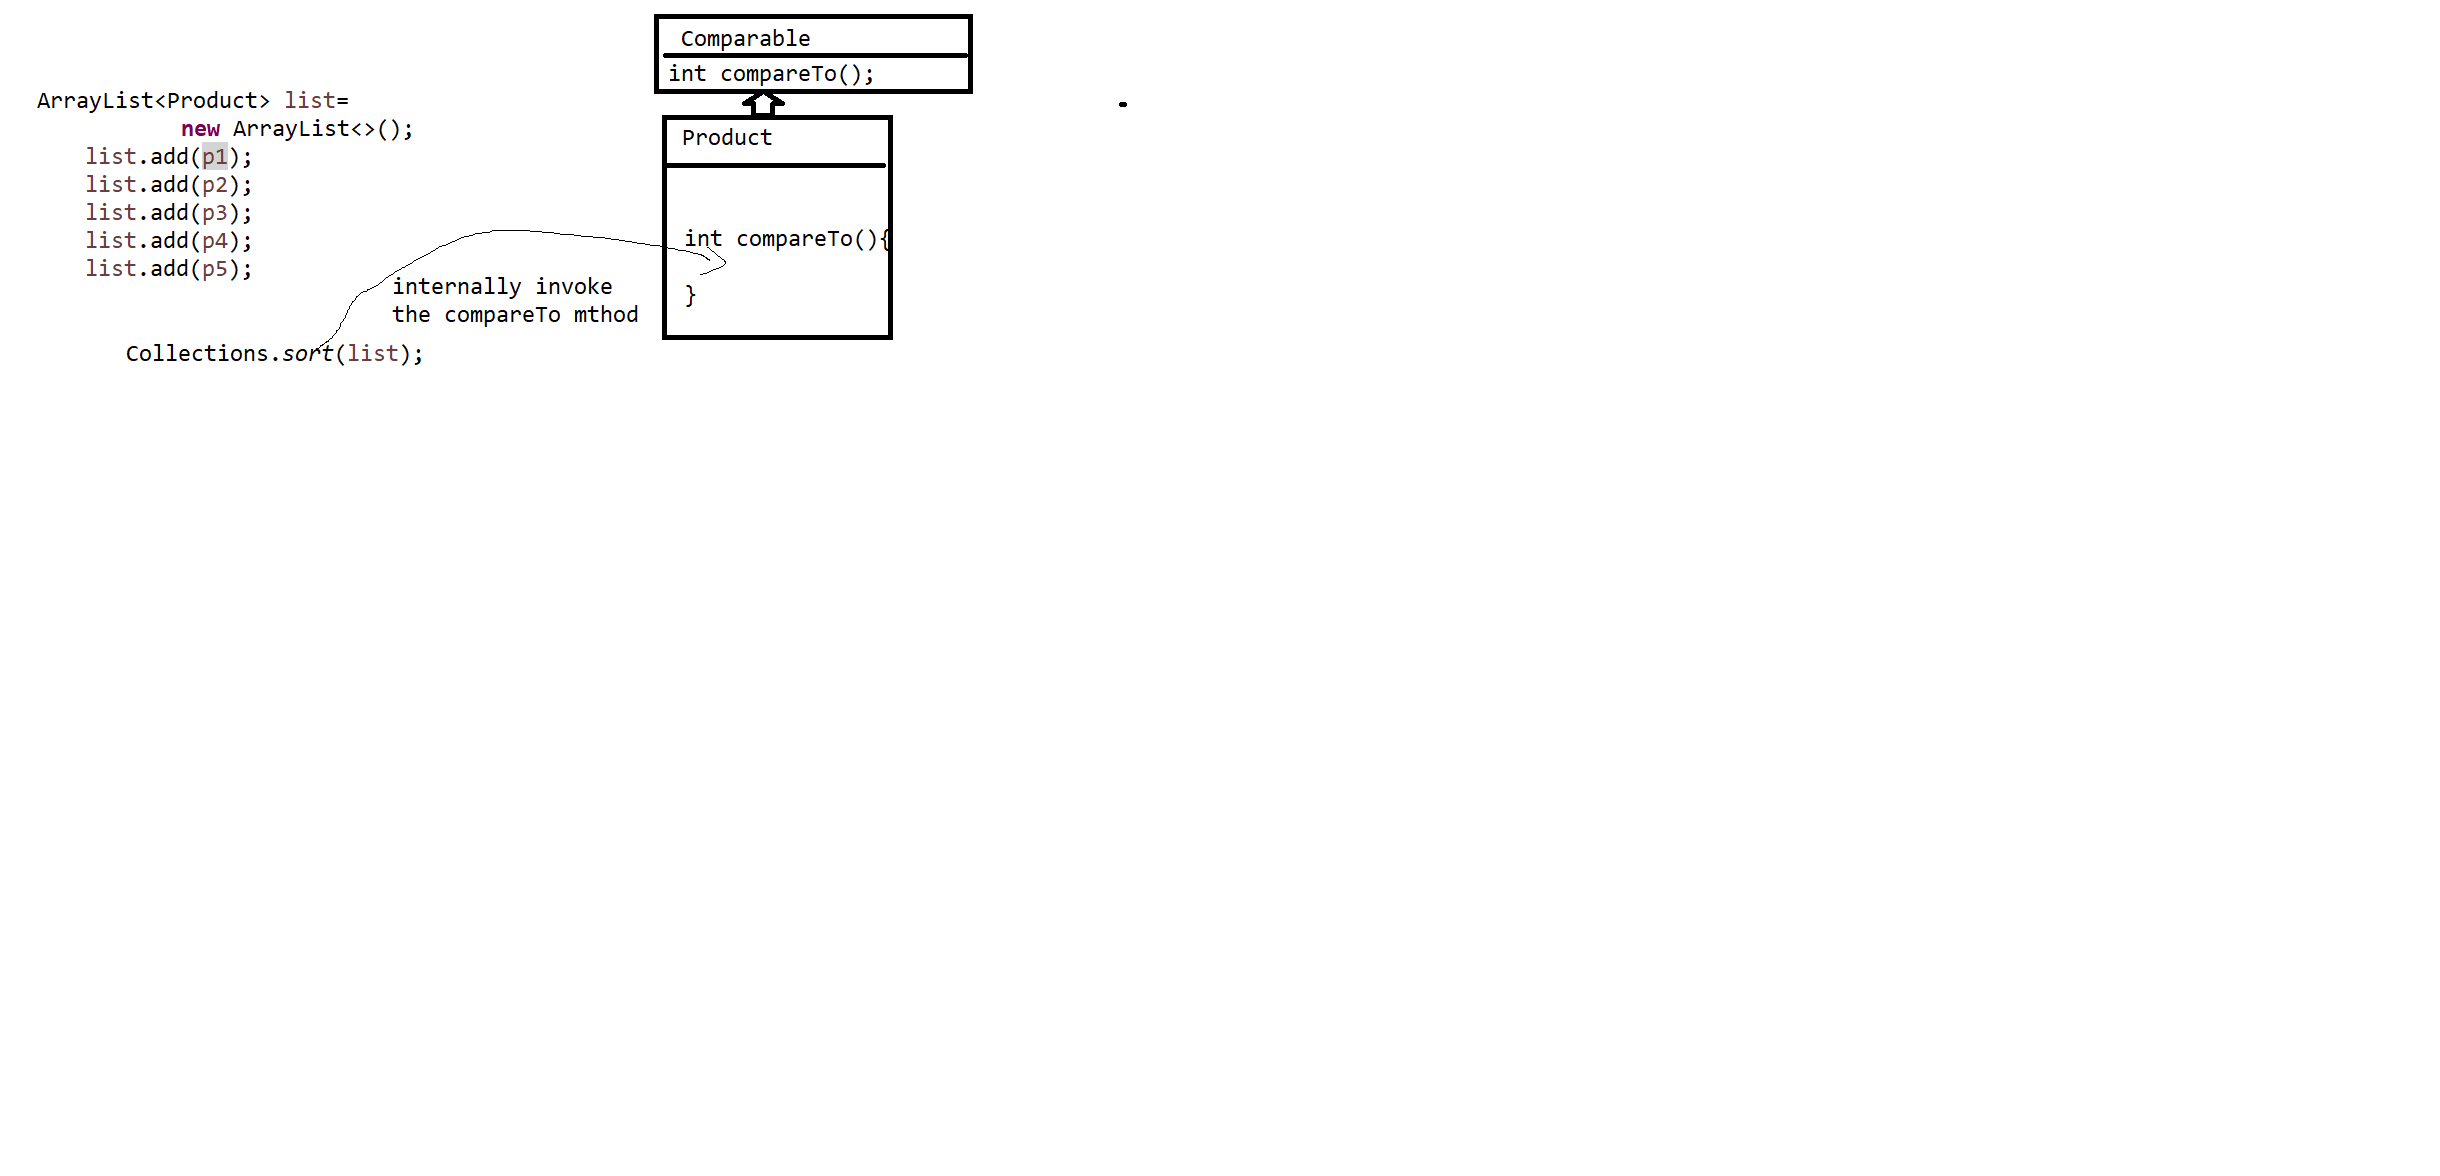 ArrayList<Product> list=
new ArrayList<>();
list.add(p1);
list.add(p2);
list.add(p3);
list.add(p4);
list.add(p5);
internally invoke
the compareTo mthod
Collections.sort(list);
Comparable
int compareTo();
Product
int compareTo(){
}